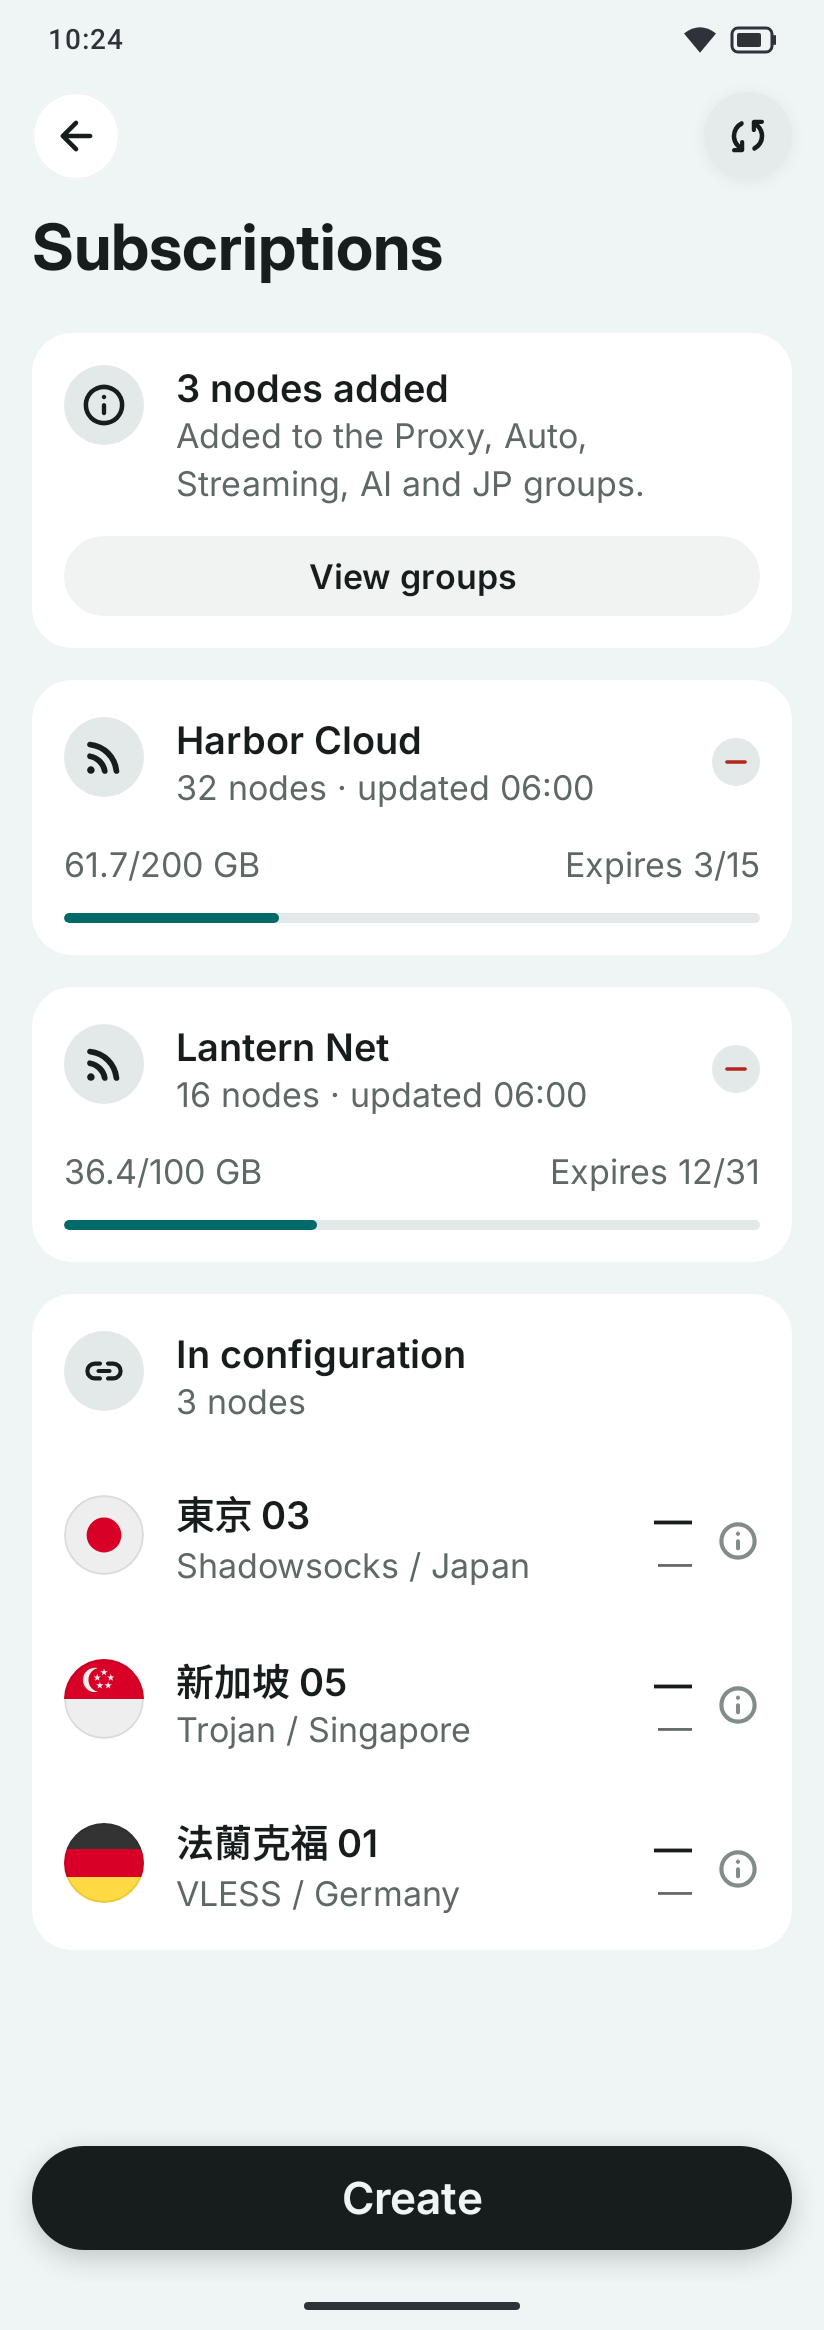 10:24
Subscriptions
3 nodes added
Added to the Proxy, Auto,
Streaming, AI and JP groups.
View groups
Harbor Cloud
32 nodes · updated 06:00
61.7/200 GB
Expires 3/15
Lantern Net
16 nodes · updated 06:00
36.4/100 GB
Expires 12/31
In configuration
3 nodes
東京 03
Shadowsocks / Japan
新加坡 05
Trojan / Singapore
法蘭克福 01
VLESS / Germany
Create